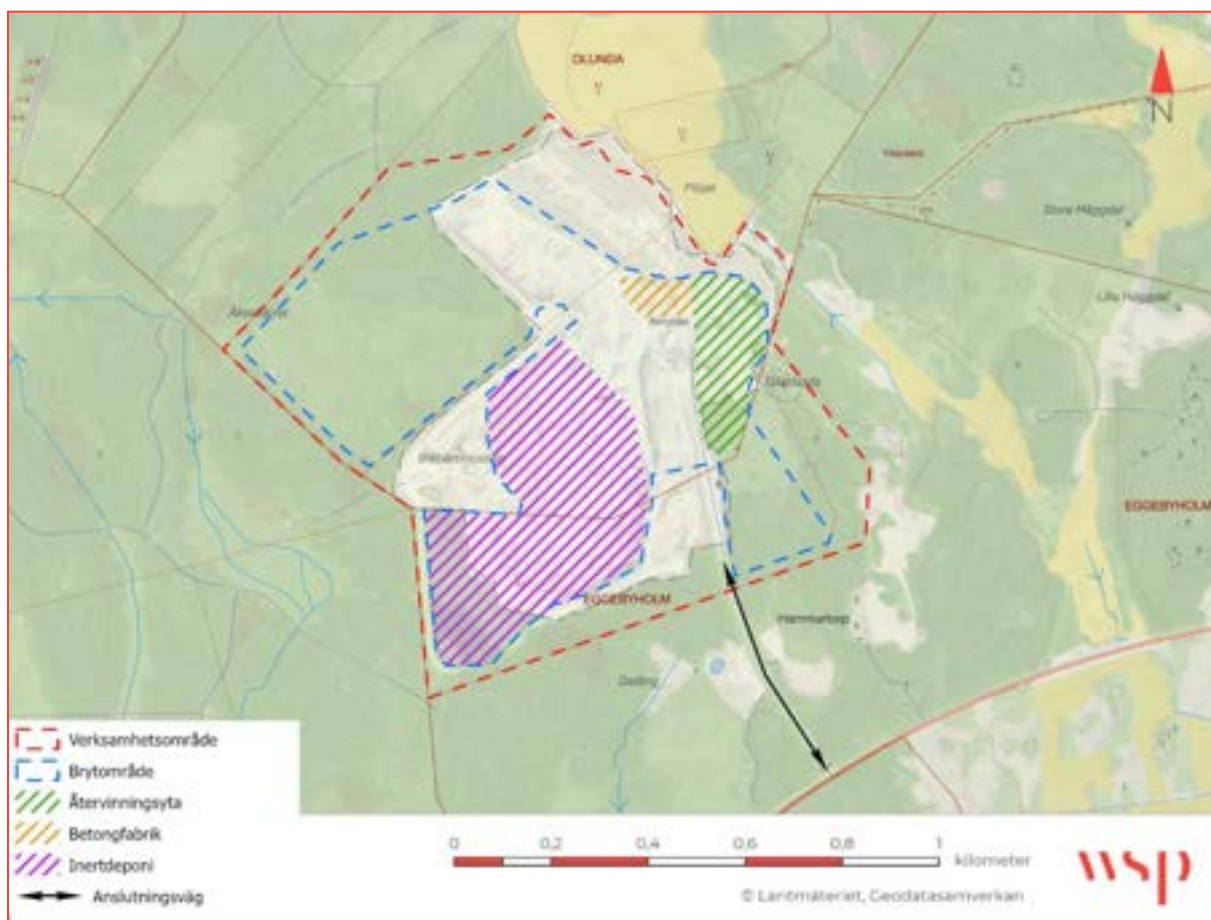 OLUNDA
N
Stora Häggdal
Lilla Häggdal
EGGEBYHOLM
EGGEBYHOLM
Hammartorp
Verksamhetsområde
Brytområde
Återvinningsyta
Betongfabrik
Inertdeponi
Anslutningsväg
0 0,2 0,4 0,6 0,8 1
kilometer
© Lantmäteriet, Geodatasamverkan
wsp